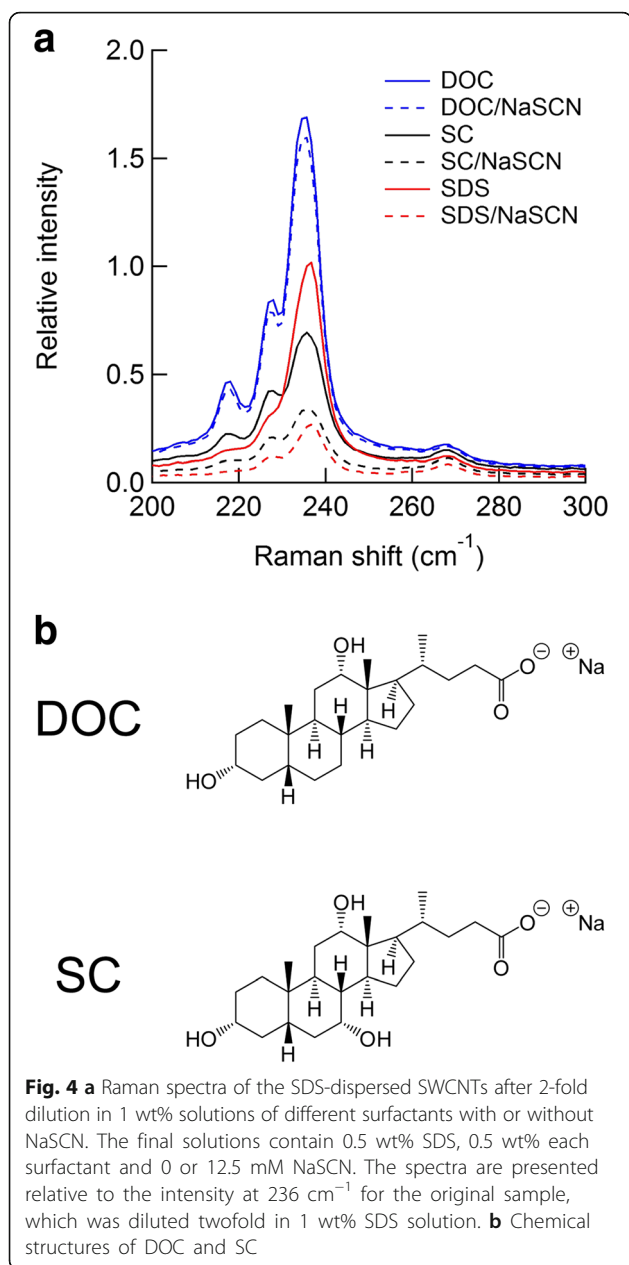 a
2.0
1.5
1.0
0.5
0.0
Relative intensity
DOC
DOC/NaSCN
SC
SC/NaSCN
SDS
SDS/NaSCN
200 220 240 260 280 300
Raman shift (cm⁻¹)
b
DOC
OH
H
H
H
H
H
HO
O
O
⊖ ⊕
Na
SC
OH
H
H
H
H
H
HO
OH
O
O
⊖ ⊕
Na
Fig. 4 a Raman spectra of the SDS-dispersed SWCNTs after 2-fold
dilution in 1 wt% solutions of different surfactants with or without
NaSCN. The final solutions contain 0.5 wt% SDS, 0.5 wt% each
surfactant and 0 or 12.5 mM NaSCN. The spectra are presented
relative to the intensity at 236 cm⁻¹ for the original sample,
which was diluted twofold in 1 wt% SDS solution. b Chemical
structures of DOC and SC